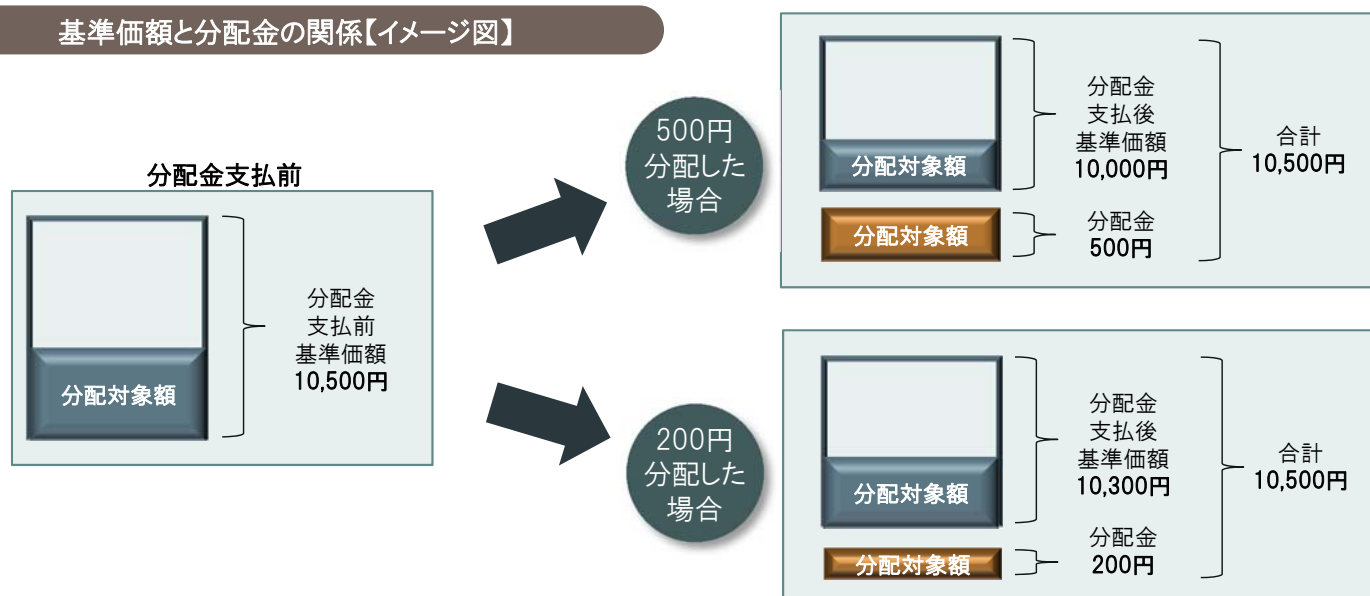 基準価額と分配金の関係【イメージ図】
分配金支払前
分配対象額
分配金
支払前
基準価額
10,500円
500円
分配した
場合
分配対象額
分配金
支払後
基準価額
10,000円
分配対象額
分配金
500円
合計
10,500円
200円
分配した
場合
分配対象額
分配金
支払後
基準価額
10,300円
分配対象額
分配金
200円
合計
10,500円